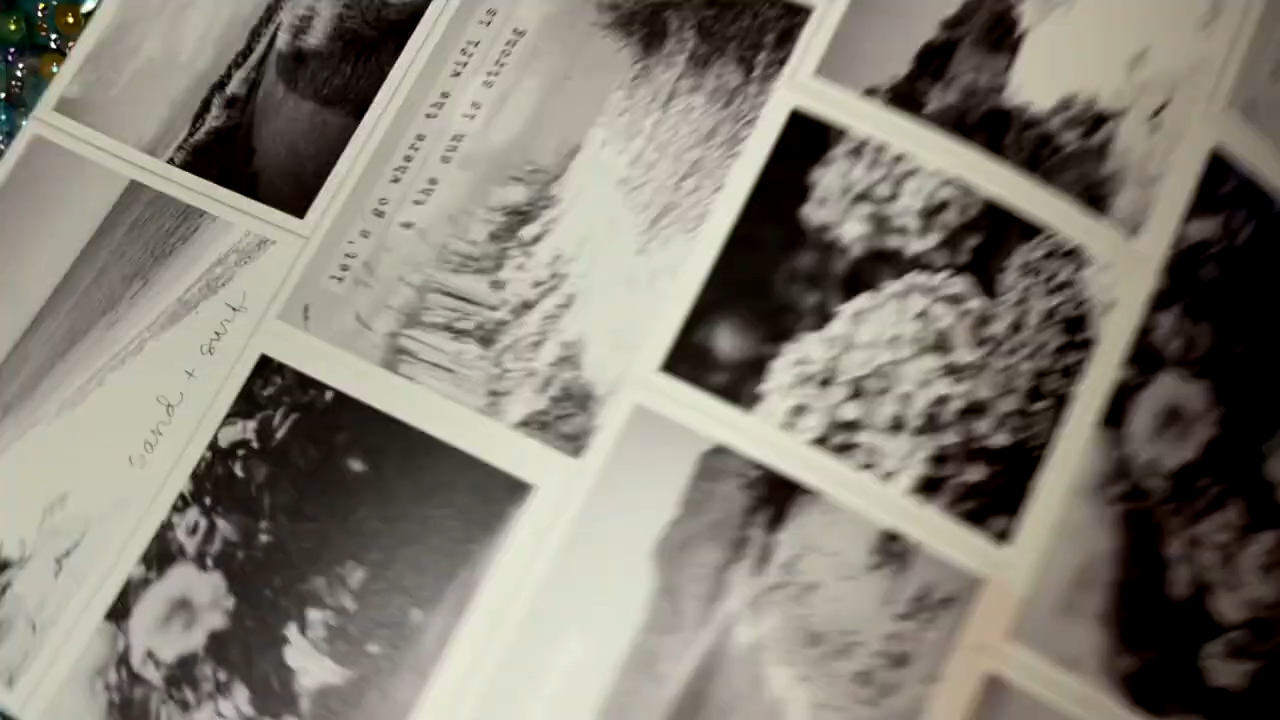 let's go where the wifi is
& the sun is strong
sand + surf